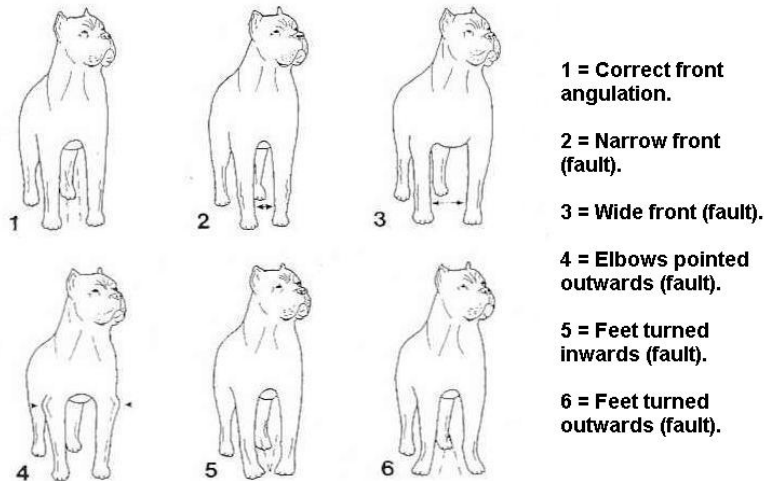 1 = Correct front
angulation.
2 = Narrow front
(fault).
3 = Wide front (fault).
4 = Elbows pointed
outwards (fault).
5 = Feet turned
inwards (fault).
6 = Feet turned
outwards (fault).
1
2
3
4
5
6